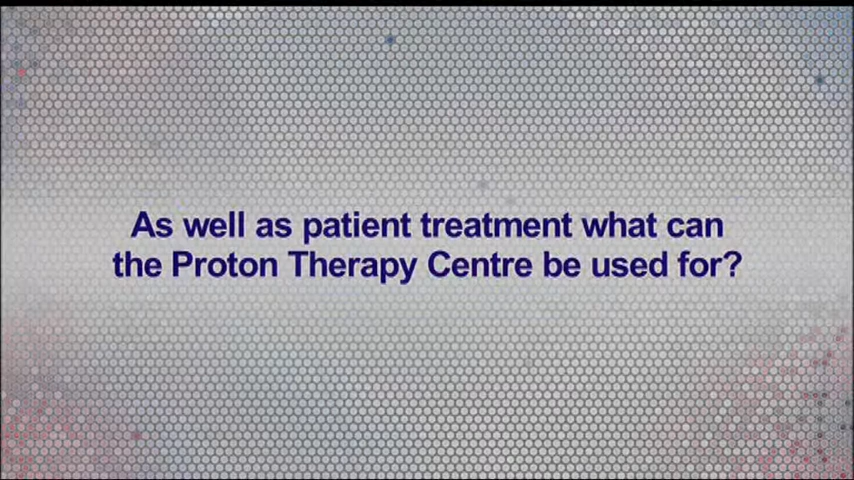 As well as patient treatment what can
the Proton Therapy Centre be used for?